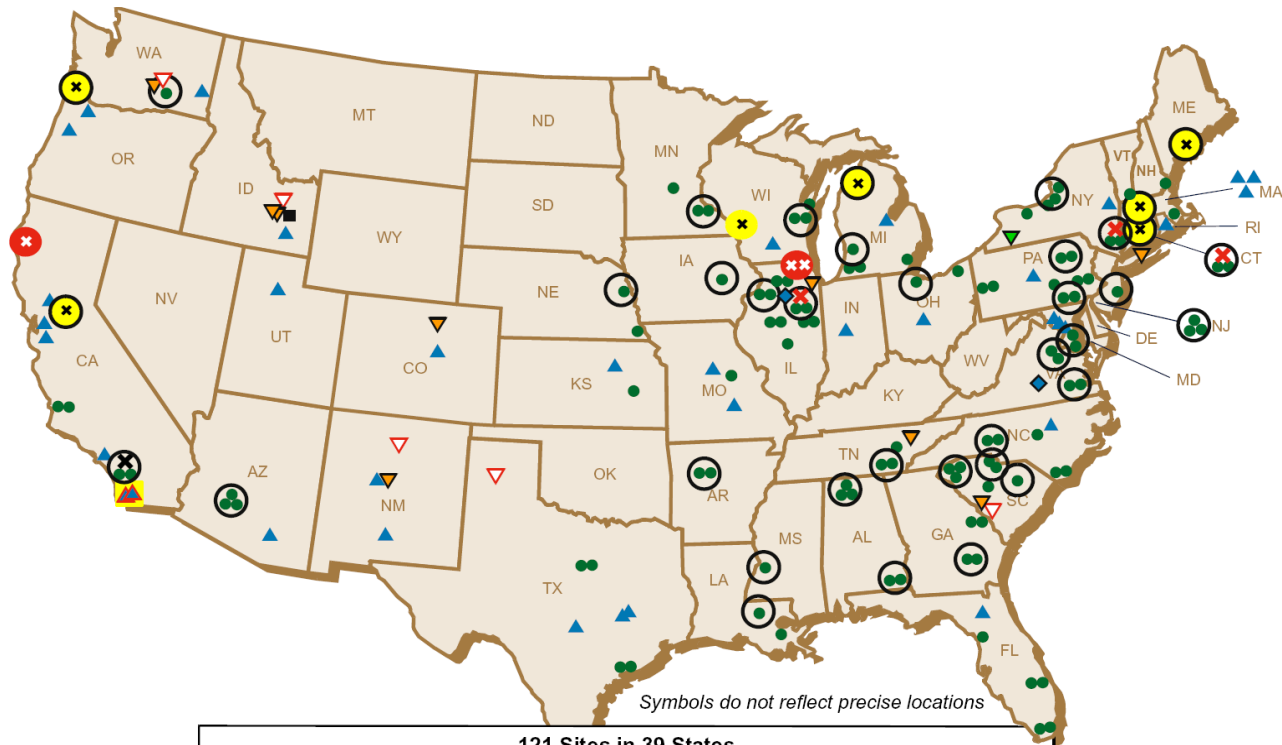 WA
MT
ND
MN
ME
VT
NH
OR
ID
SD
WI
NY
MA
MI
RI
WY
IA
PA
CT
NV
NE
OH
UT
IL
IN
NJ
CA
CO
WV
DE
KS
MO
VA
MD
KY
AZ
NM
OK
TN
NC
AR
SC
MS
AL
GA
LA
TX
FL
Symbols do not reflect precise locations
121 Sites in 39 States